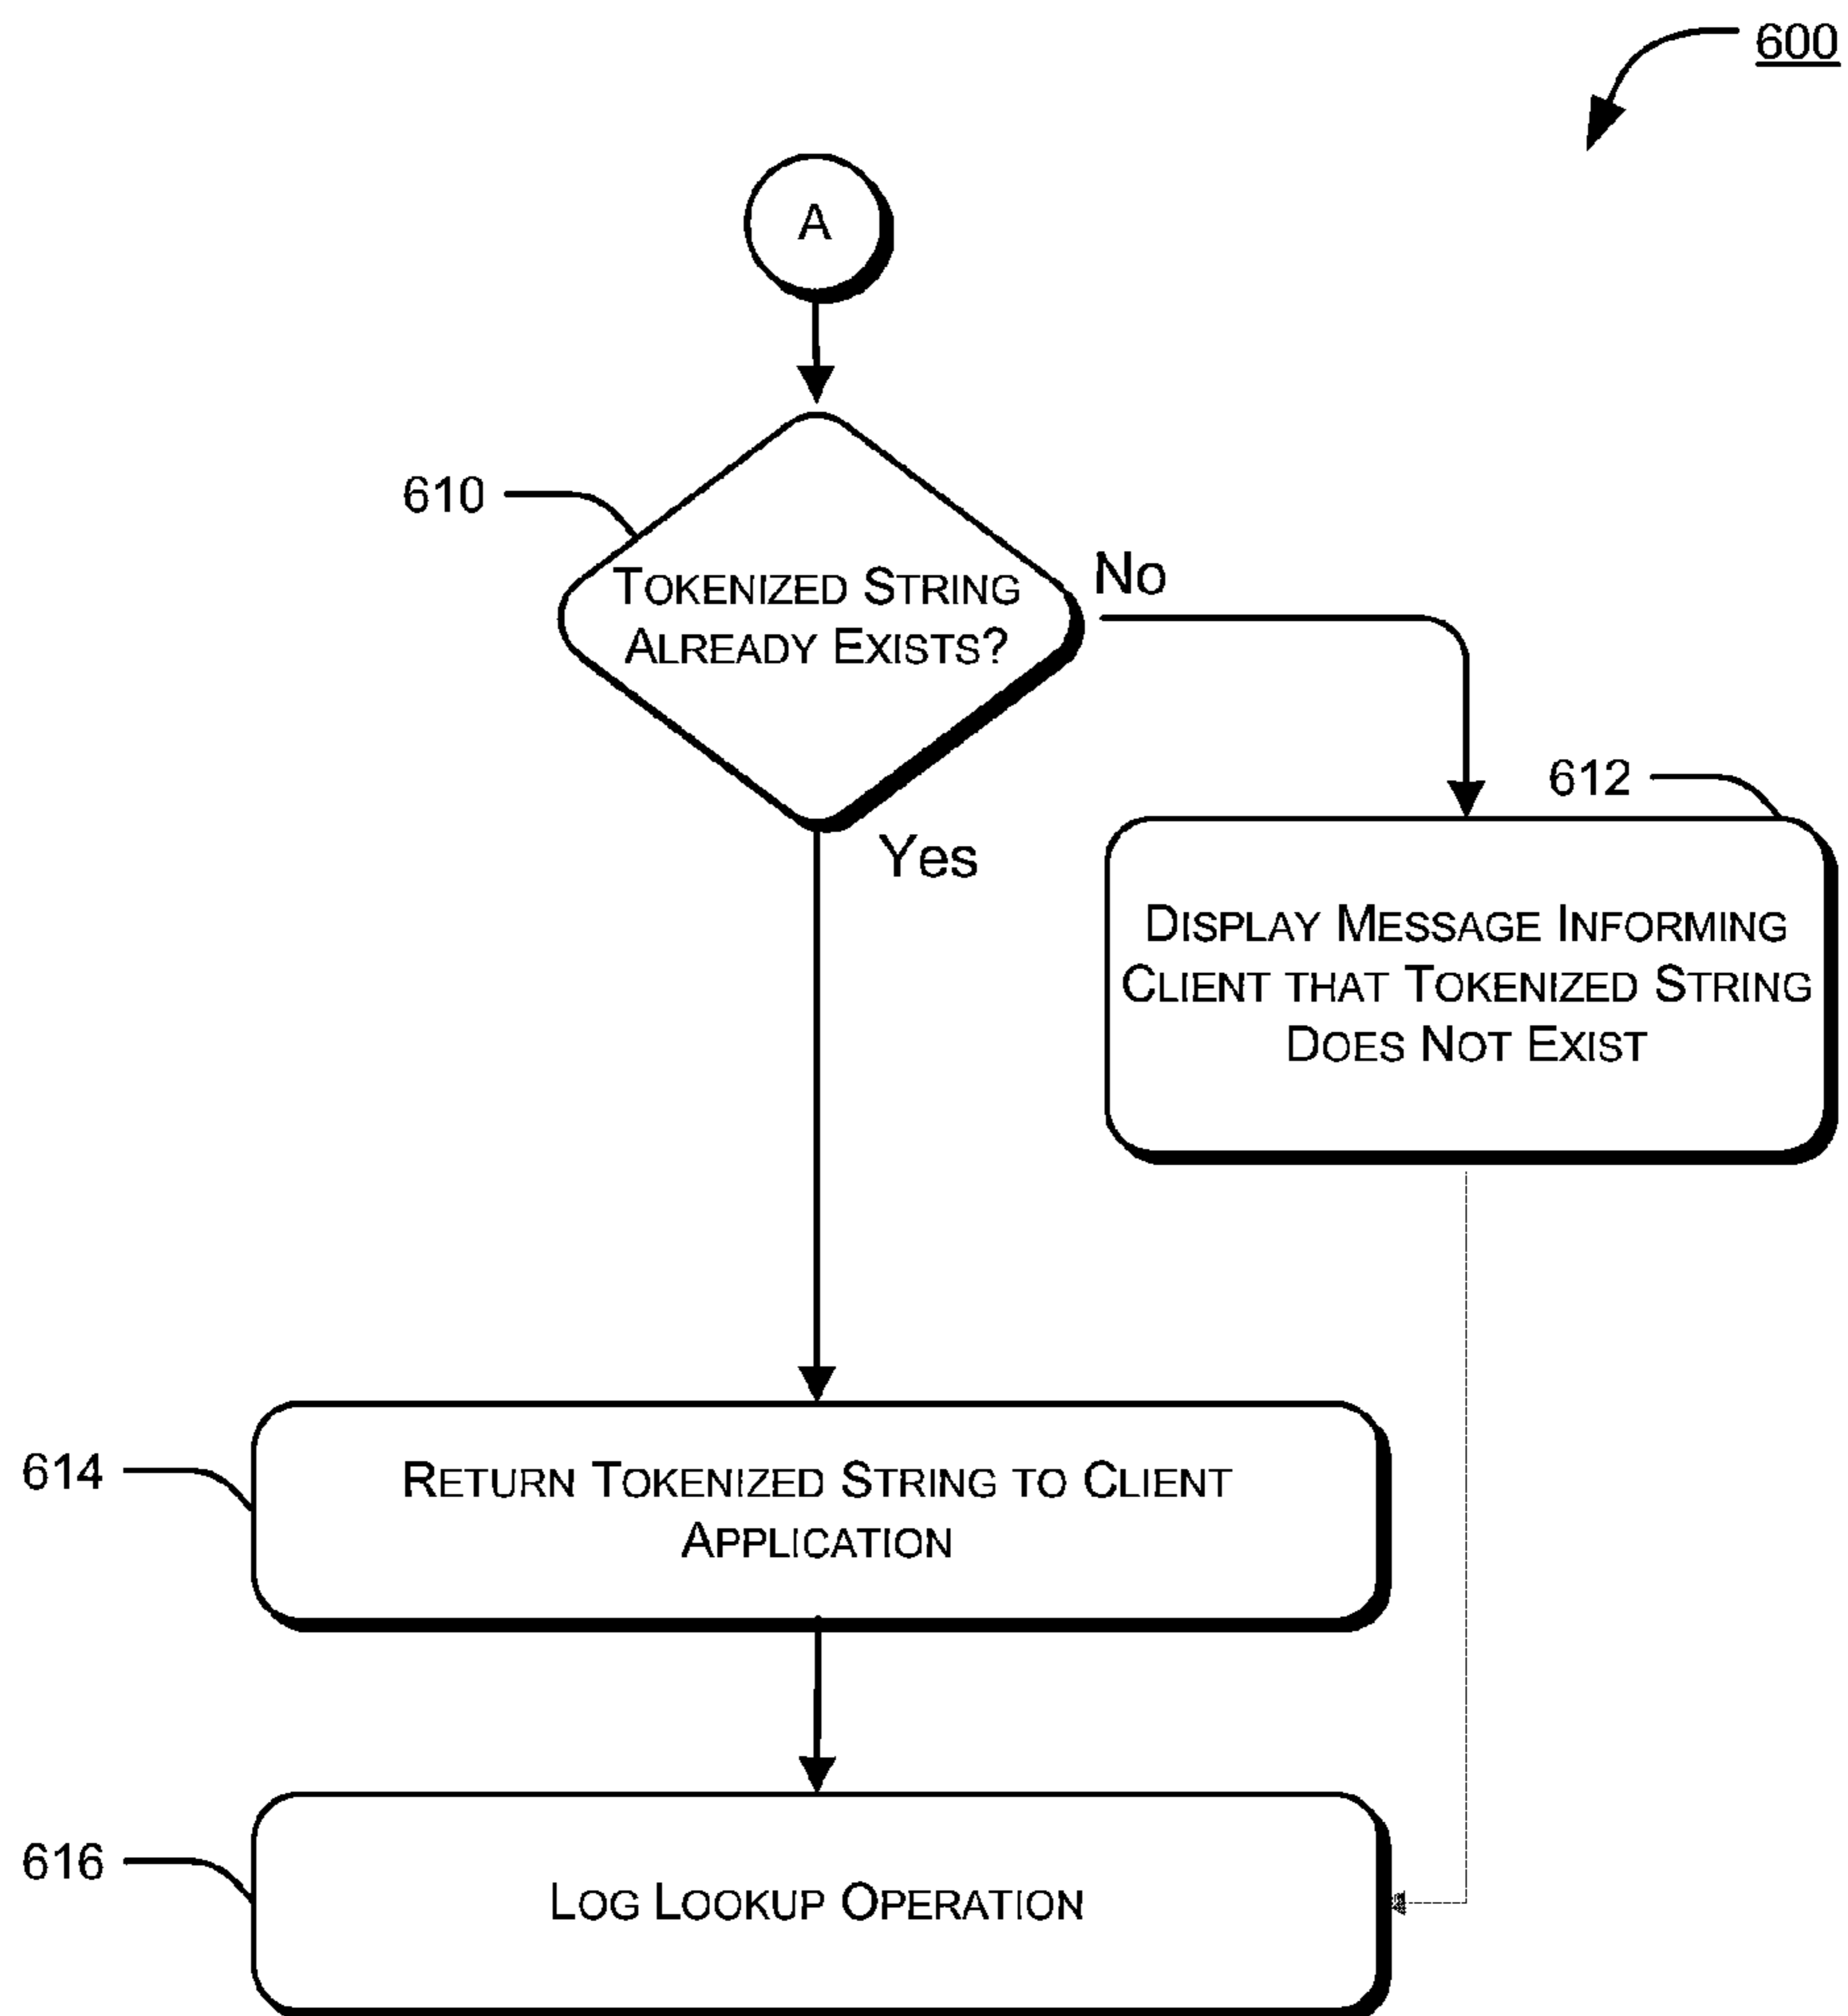 600
A
610
TOKENIZED STRING
ALREADY EXISTS?
No
Yes
612
DISPLAY MESSAGE INFORMING
CLIENT THAT TOKENIZED STRING
DOES NOT EXIST
614
RETURN TOKENIZED STRING TO CLIENT
APPLICATION
616
LOG LOOKUP OPERATION